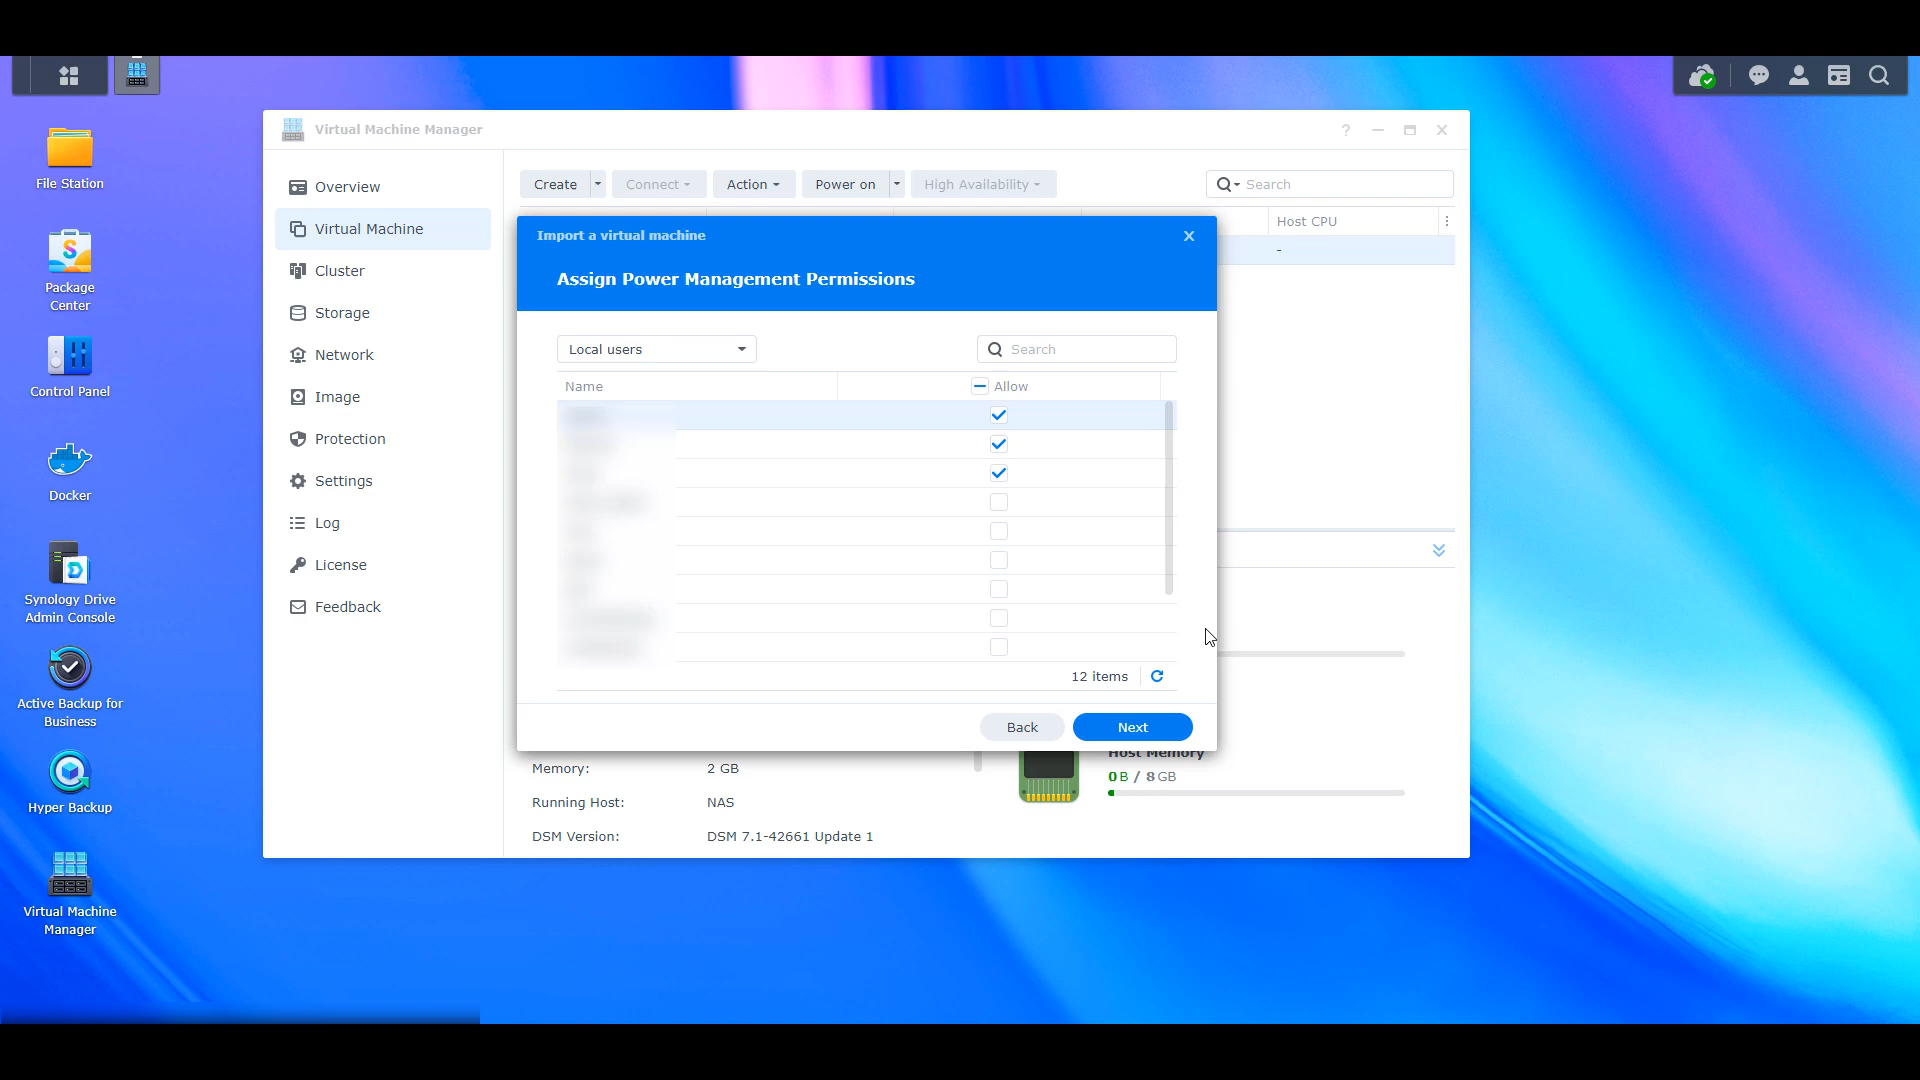 File Station
Package
Center
Control Panel
Docker
Synology Drive
Admin Console
Active Backup for
Business
Hyper Backup
Virtual Machine
Manager
Virtual Machine Manager
?
Overview
Virtual Machine
Cluster
Storage
Network
Image
Protection
Settings
Log
License
Feedback
Create
Connect
Action
Power on
High Availability
Search
Host CPU
-
Import a virtual machine
Assign Power Management Permissions
Local users
Search
Name
Allow
12 items
Back
Next
Memory:
2 GB
Running Host:
NAS
DSM Version:
DSM 7.1-42661 Update 1
Host Memory
0 B / 8 GB